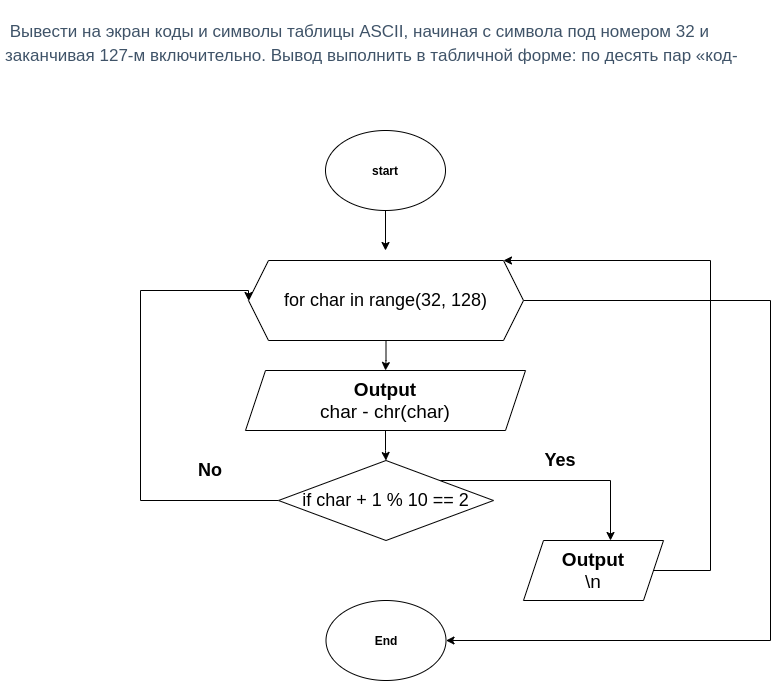 Вывести на экран коды и символы таблицы ASCII, начиная с символа под номером 32 и
заканчивая 127-м включительно. Вывод выполнить в табличной форме: по десять пар «код-
start
for char in range(32, 128)
Output
char - chr(char)
No
Yes
if char + 1 % 10 == 2
Output
\n
End